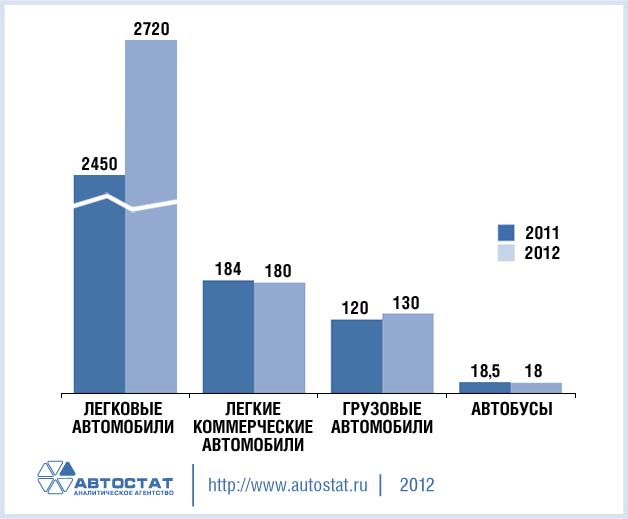 2720
2450
2011
2012
184
180
120
130
18,5
18
ЛЕГКОВЫЕ
АВТОМОБИЛИ
ЛЕГКИЕ
КОММЕРЧЕСКИЕ
АВТОМОБИЛИ
ГРУЗОВЫЕ
АВТОМОБИЛИ
АВТОБУСЫ
АВТОСТАТ
АНАЛИТИЧЕСКОЕ АГЕНТСТВО
http://www.autostat.ru
2012